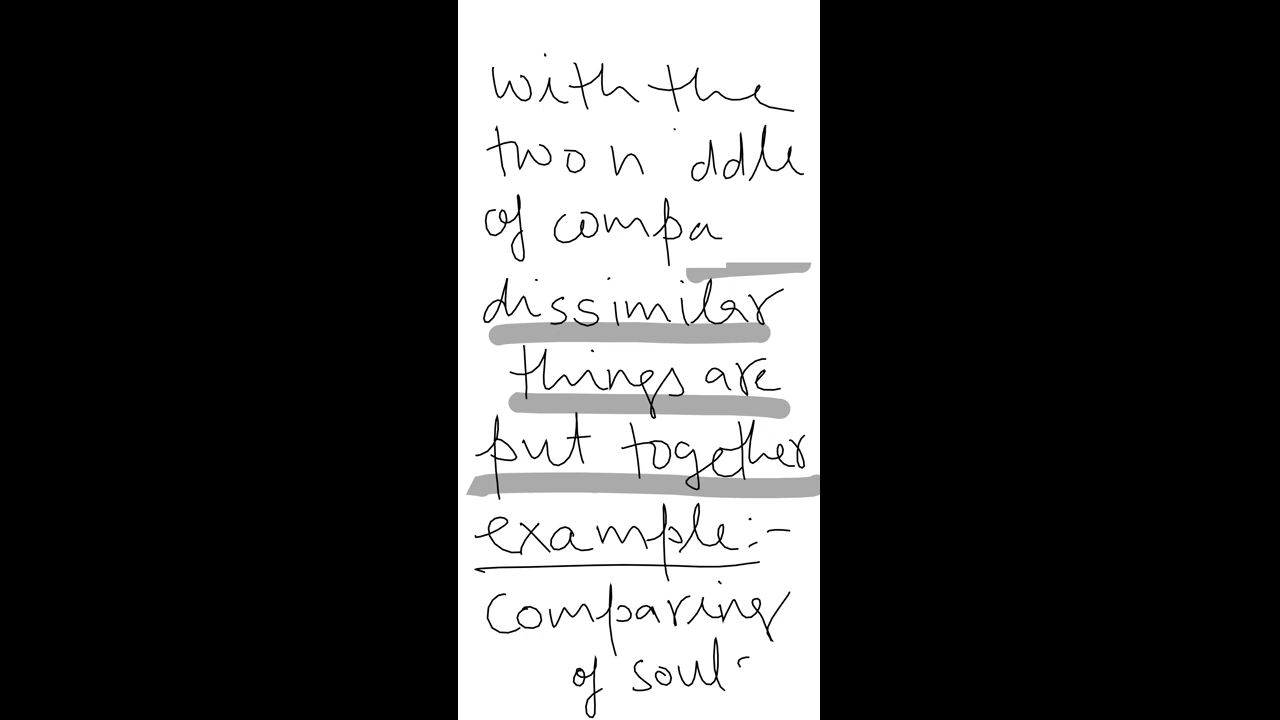 with the
two n ddle
of compa
dissimilar
things are
put together
example:-
comparing
of soul